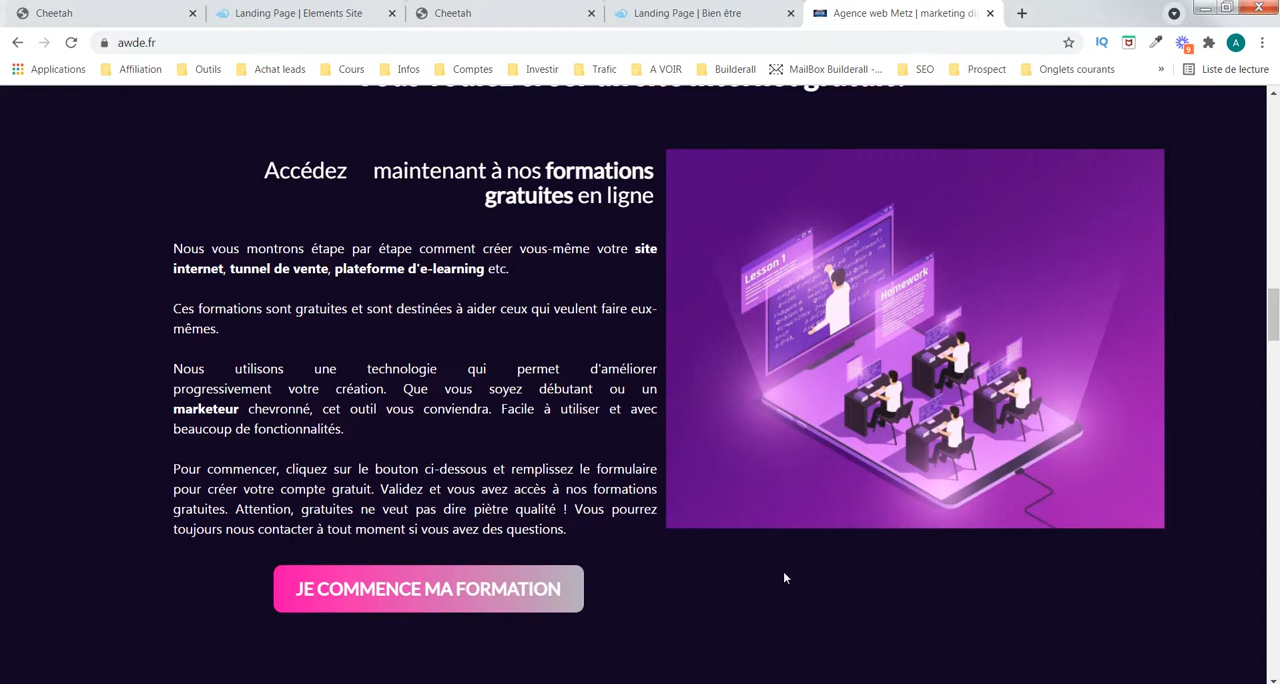 Cheetah
Landing Page | Elements Site
Cheetah
Landing Page | Bien être
Agence web Metz | marketing di
awde.fr
IQ
9
A
Applications
Affiliation
Outils
Achat leads
Cours
Infos
Comptes
Investir
Trafic
A VOIR
Builderall
MailBox Builderall -...
SEO
Prospect
Onglets courants
»
Liste de lecture
Accédez maintenant à nos formations
gratuites en ligne
Nous vous montrons étape par étape comment créer vous-même votre site
internet, tunnel de vente, plateforme d'e-learning etc.
Ces formations sont gratuites et sont destinées à aider ceux qui veulent faire eux-
mêmes.
Nous utilisons une technologie qui permet d'améliorer
progressivement votre création. Que vous soyez débutant ou un
marketeur chevronné, cet outil vous conviendra. Facile à utiliser et avec
beaucoup de fonctionnalités.
Pour commencer, cliquez sur le bouton ci-dessous et remplissez le formulaire
pour créer votre compte gratuit. Validez et vous avez accès à nos formations
gratuites. Attention, gratuites ne veut pas dire piètre qualité ! Vous pourrez
toujours nous contacter à tout moment si vous avez des questions.
JE COMMENCE MA FORMATION
Lesson 1
Homework